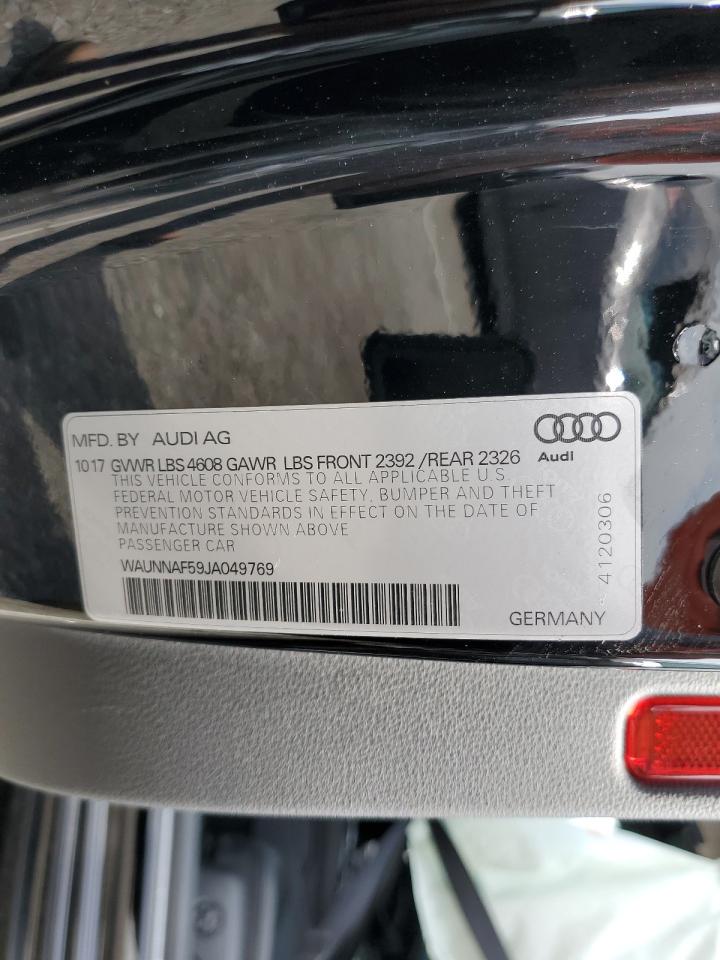 MFD. BY AUDI AG
Audi
10 17 GVWR LBS 4608 GAWR LBS FRONT 2392 /REAR 2326
THIS VEHICLE CONFORMS TO ALL APPLICABLE U.S.
FEDERAL MOTOR VEHICLE SAFETY, BUMPER AND THEFT
PREVENTION STANDARDS IN EFFECT ON THE DATE OF
MANUFACTURE SHOWN ABOVE
PASSENGER CAR
WAUNNAF59JA049769
GERMANY
4120306